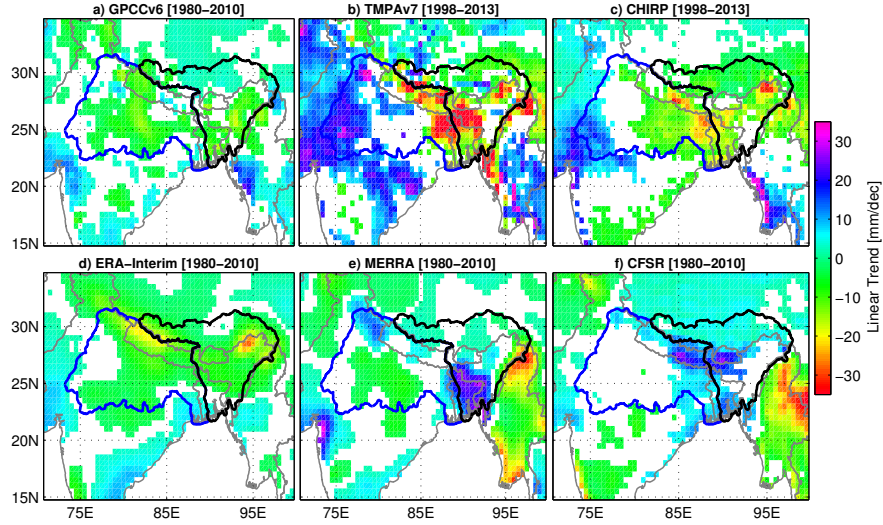 a) GPCCv6 [1980–2010]
b) TMPAv7 [1998–2013]
c) CHIRP [1998–2013]
30N
25N
20N
15N
d) ERA–Interim [1980–2010]
e) MERRA [1980–2010]
f) CFSR [1980–2010]
30N
25N
20N
15N
75E 85E 95E 75E 85E 95E 75E 85E 95E
30
20
10
0
−10
−20
−30
Linear Trend [mm/dec]